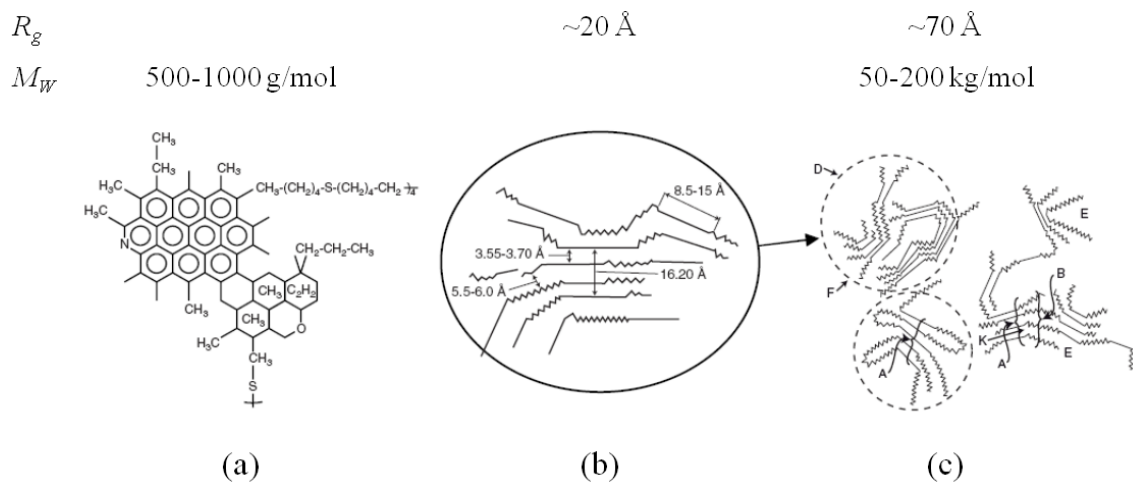 R_g ~20 Å ~70 Å
M_W 500-1000 g/mol 50-200 kg/mol
CH₃
CH₃ CH₃
H₃C
CH₂-(CH₂)₄-S-(CH₂)₄-CH₂
4
H₃C
N
CH₂-CH₂-CH₃
CH₃ C₂H₂
CH₃
CH₃
O
H₃C
CH₃
S
8.5-15 Å
3.55-3.70 Å
16.20 Å
5.5-6.0 Å
D
E
F
B
K
A
A
E
(a) (b) (c)